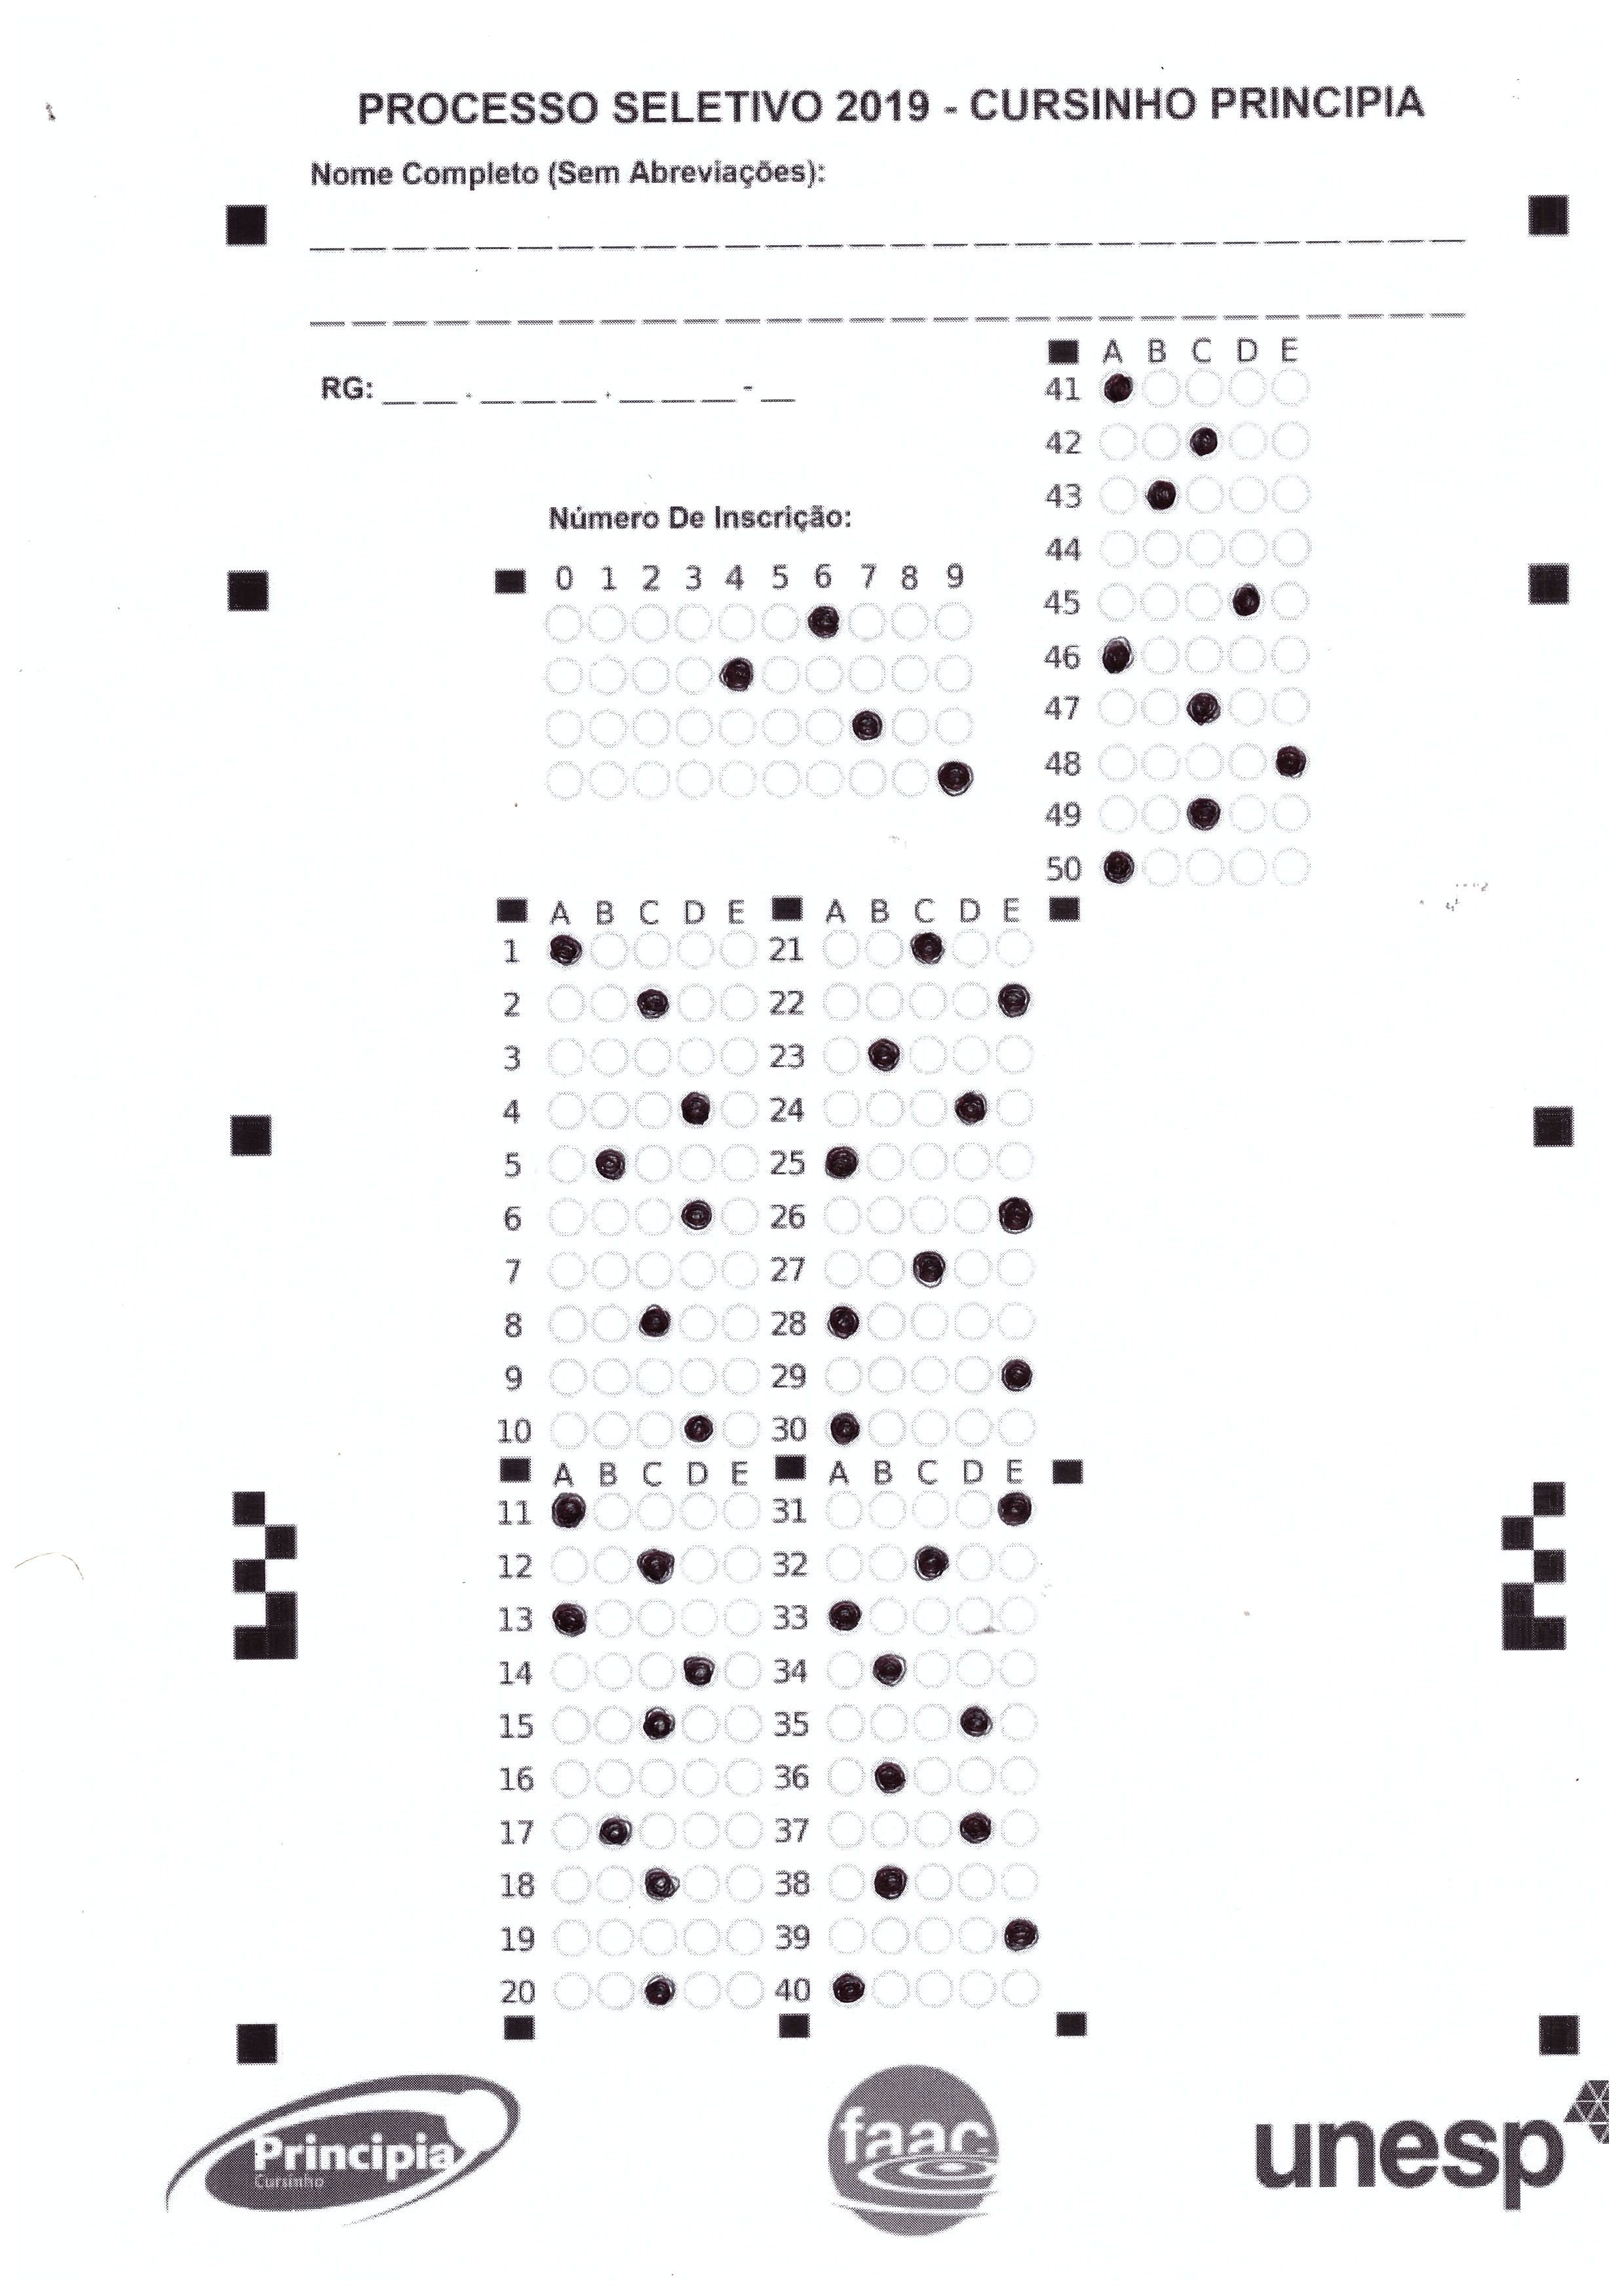 PROCESSO SELETIVO 2019 - CURSINHO PRINCIPIA
Nome Completo (Sem Abreviações):
RG: __ __ . __ __ __ . __ __ __ - __
A B C D E
41
42
43
44
45
46
47
48
49
50
Número De Inscrição:
0 1 2 3 4 5 6 7 8 9
A B C D E A B C D E
1 21
2 22
3 23
4 24
5 25
6 26
7 27
8 28
9 29
10 30
A B C D E A B C D E
11 31
12 32
13 33
14 34
15 35
16 36
17 37
18 38
19 39
20 40
Principia
Cursinho
faac
unesp